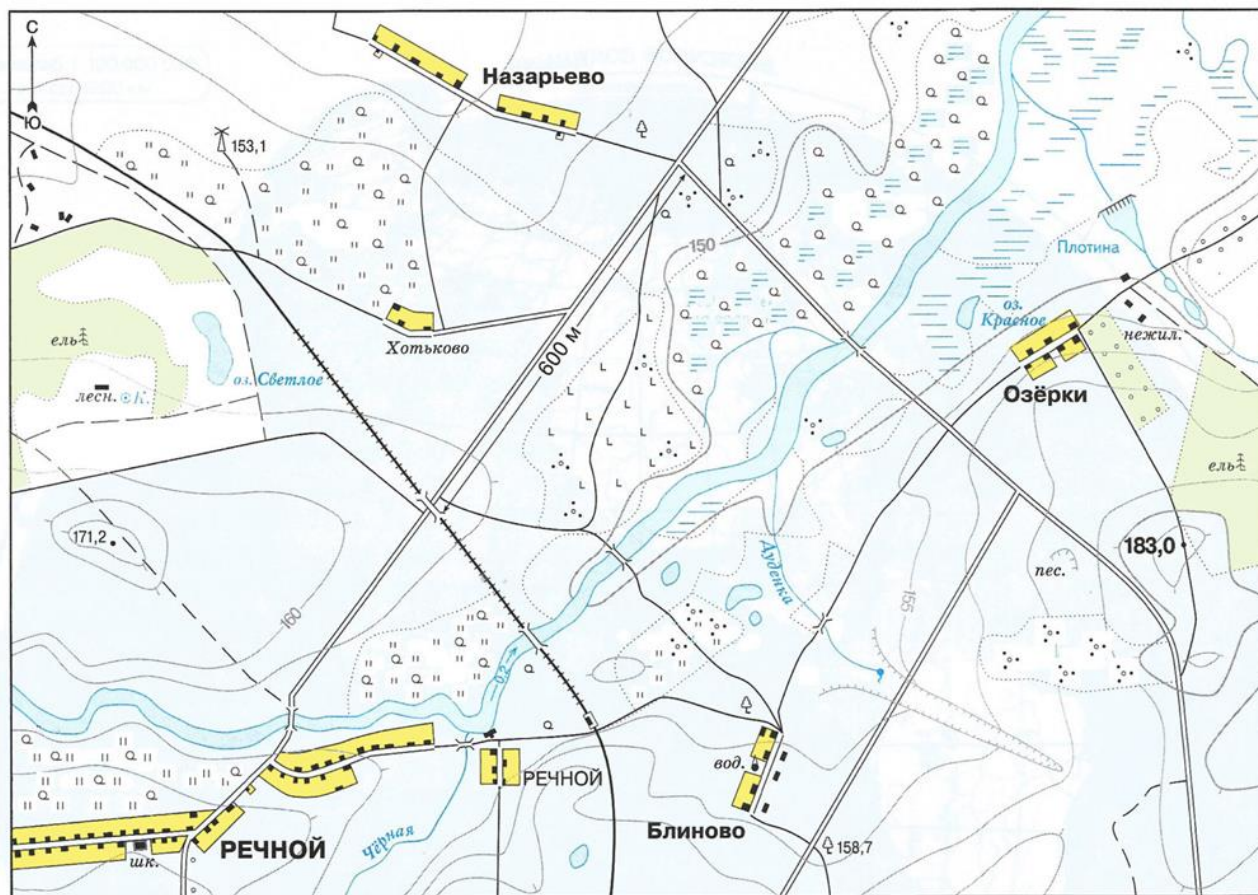 С
Ю
Назарьево
153,1
150
Плотина
600 м
оз.
Красное
нежил.
Хотьково
ель
оз. Светлое
лесн.
К.
Озёрки
ель
171,2
Дуденка
183,0
пес.
155
160
0,2
вод.
РЕЧНОЙ
Блиново
Чёрная
РЕЧНОЙ
шк.
158,7